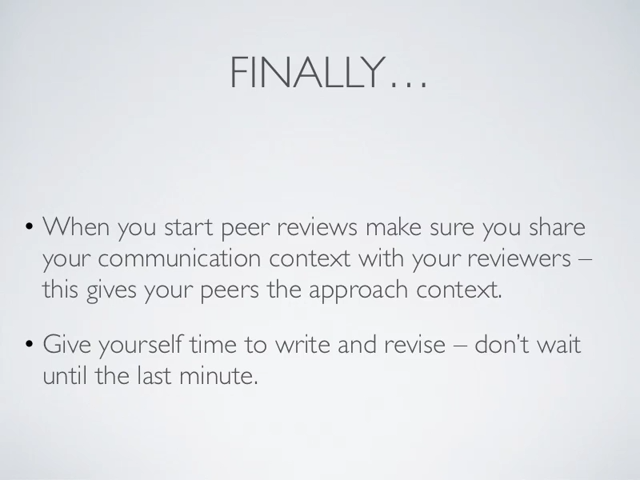 FINALLY…
• When you start peer reviews make sure you share
your communication context with your reviewers –
this gives your peers the approach context.
• Give yourself time to write and revise – don’t wait
until the last minute.